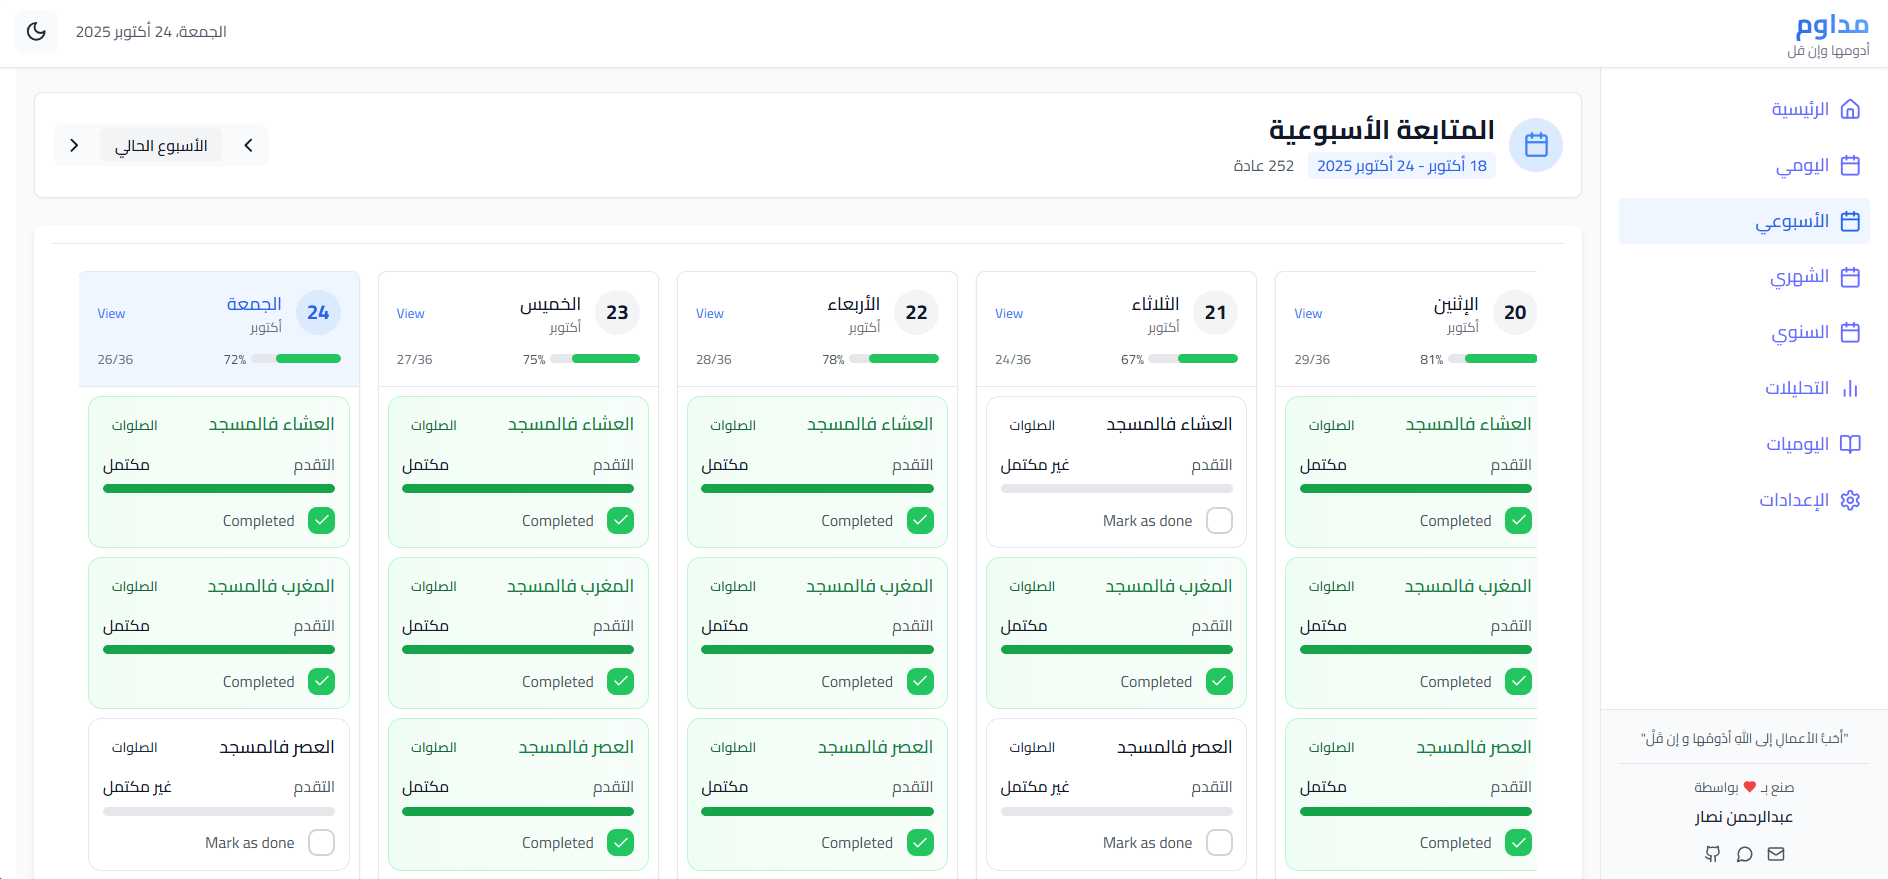 مداوم
أدومها وإن قل
الجمعة، 24 أكتوبر 2025
الرئيسية
اليومي
الأسبوعي
الشهري
السنوي
التحليلات
اليوميات
الإعدادات
"أحَبُّ الأعمالِ إلى اللهِ أدْومُها و إن قَلَّ"
صنع بـ ❤ بواسطة
عبدالرحمن نصار
المتابعة الأسبوعية
18 أكتوبر - 24 أكتوبر 2025 252 عادة
الأسبوع الحالي
20 الإثنين View
أكتوبر
81% 29/36
العشاء فالمسجد الصلوات
التقدم مكتمل
Completed
المغرب فالمسجد الصلوات
التقدم مكتمل
Completed
العصر فالمسجد الصلوات
التقدم مكتمل
Completed
21 الثلاثاء View
أكتوبر
67% 24/36
العشاء فالمسجد الصلوات
التقدم غير مكتمل
Mark as done
المغرب فالمسجد الصلوات
التقدم مكتمل
Completed
العصر فالمسجد الصلوات
التقدم غير مكتمل
Mark as done
22 الأربعاء View
أكتوبر
78% 28/36
العشاء فالمسجد الصلوات
التقدم مكتمل
Completed
المغرب فالمسجد الصلوات
التقدم مكتمل
Completed
العصر فالمسجد الصلوات
التقدم مكتمل
Completed
23 الخميس View
أكتوبر
75% 27/36
العشاء فالمسجد الصلوات
التقدم مكتمل
Completed
المغرب فالمسجد الصلوات
التقدم مكتمل
Completed
العصر فالمسجد الصلوات
التقدم مكتمل
Completed
24 الجمعة View
أكتوبر
72% 26/36
العشاء فالمسجد الصلوات
التقدم مكتمل
Completed
المغرب فالمسجد الصلوات
التقدم مكتمل
Completed
العصر فالمسجد الصلوات
التقدم غير مكتمل
Mark as done